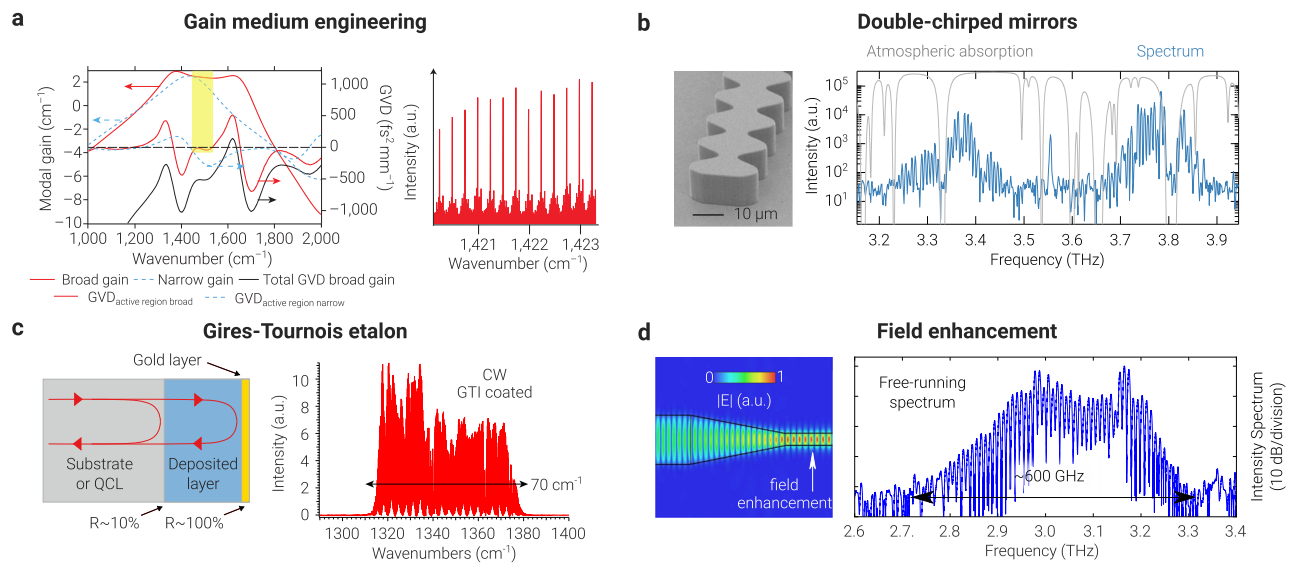 a
Gain medium engineering
Modal gain (cm⁻¹)
2
0
−2
−4
−6
−8
−10
1,000
1,200
1,400
1,600
1,800
2,000
Wavenumber (cm⁻¹)
1,000
500
0
−500
−1,000
GVD (fs² mm⁻¹)
Broad gain
Narrow gain
Total GVD broad gain
GVD_active region broad
GVD_active region narrow
Intensity (a.u.)
1,421
1,422
1,423
Wavenumber (cm⁻¹)
b
Double-chirped mirrors
10 μm
Atmospheric absorption
Spectrum
Intensity (a.u.)
10⁵
10⁴
10³
10²
10¹
3.2
3.3
3.4
3.5
3.6
3.7
3.8
3.9
Frequency (THz)
c
Gires-Tournois etalon
Gold layer
Substrate
or QCL
Deposited
layer
R~10%
R~100%
Intensity (a.u.)
10
8
6
4
2
0
CW
GTI coated
70 cm⁻¹
1300
1320
1340
1360
1380
1400
Wavenumbers (cm⁻¹)
d
Field enhancement
0
1
|E| (a.u.)
field
enhancement
Free-running
spectrum
~600 GHz
2.6
2.7.
2.8
2.9
3.0
3.1
3.2
3.3
3.4
Frequency (THz)
Intensity Spectrum
(10 dB/division)